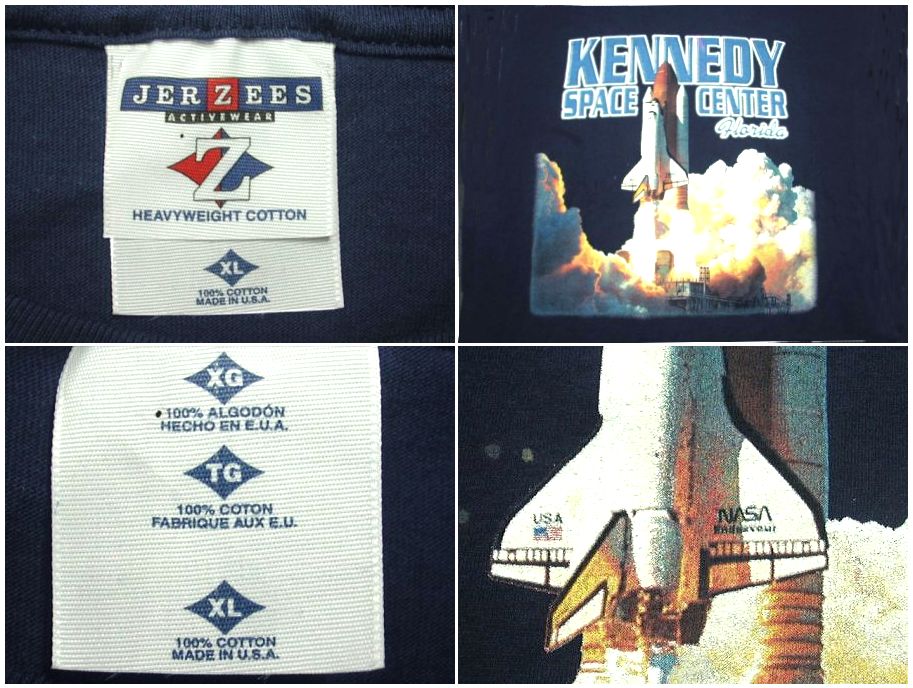 JERZEES
ACTIVEWEAR
Z
HEAVYWEIGHT COTTON
XL
100% COTTON
MADE IN U.S.A.
KENNEDY
SPACE CENTER
Florida
XG
100% ALGODÓN
HECHO EN E.U.A.
TG
100% COTON
FABRIQUE AUX E.U.
XL
100% COTTON
MADE IN U.S.A.
USA
NASA
Endeavour